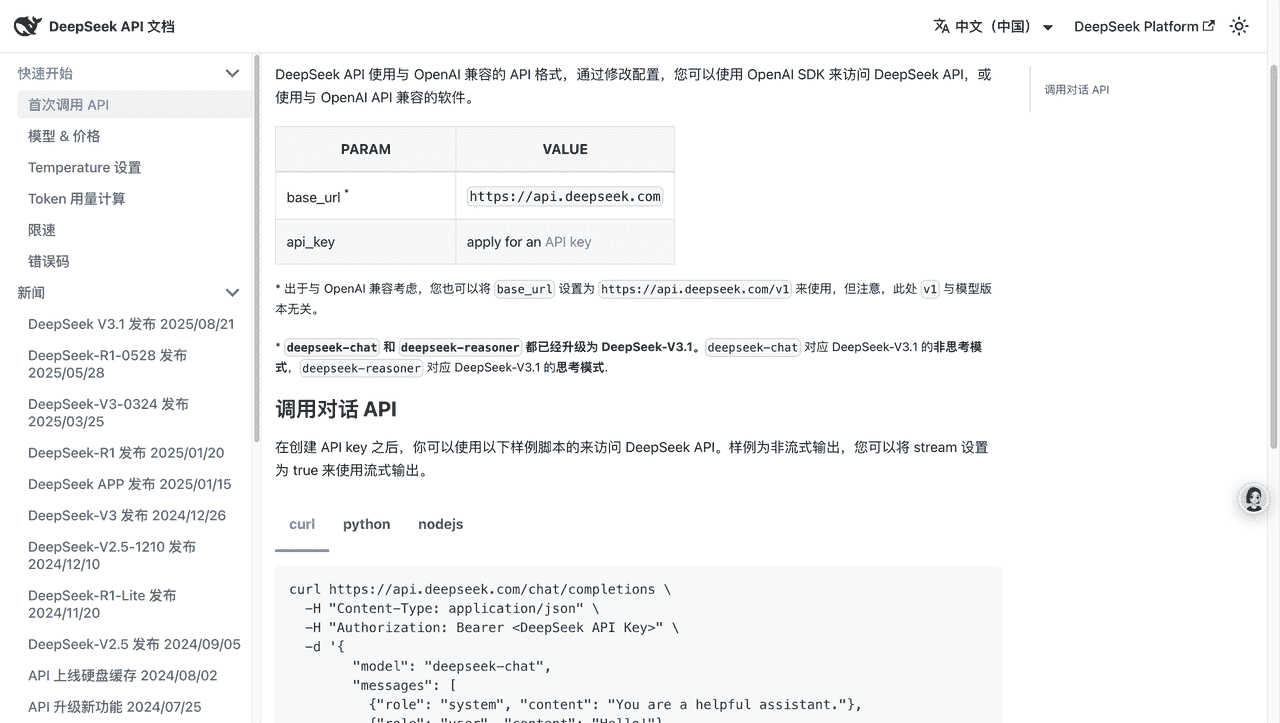 DeepSeek API 文档
中文（中国）
DeepSeek Platform
快速开始
首次调用 API
模型 & 价格
Temperature 设置
Token 用量计算
限速
错误码
新闻
DeepSeek V3.1 发布 2025/08/21
DeepSeek-R1-0528 发布
2025/05/28
DeepSeek-V3-0324 发布
2025/03/25
DeepSeek-R1 发布 2025/01/20
DeepSeek APP 发布 2025/01/15
DeepSeek-V3 发布 2024/12/26
DeepSeek-V2.5-1210 发布
2024/12/10
DeepSeek-R1-Lite 发布
2024/11/20
DeepSeek-V2.5 发布 2024/09/05
API 上线硬盘缓存 2024/08/02
API 升级新功能 2024/07/25
DeepSeek API 使用与 OpenAI 兼容的 API 格式，通过修改配置，您可以使用 OpenAI SDK 来访问 DeepSeek API，或
使用与 OpenAI API 兼容的软件。
PARAM VALUE
base_url * https://api.deepseek.com
api_key apply for an API key
* 出于与 OpenAI 兼容考虑，您也可以将 base_url 设置为 https://api.deepseek.com/v1 来使用，但注意，此处 v1 与模型版
本无关。
* deepseek-chat 和 deepseek-reasoner 都已经升级为 DeepSeek-V3.1。deepseek-chat 对应 DeepSeek-V3.1 的非思考模
式，deepseek-reasoner 对应 DeepSeek-V3.1 的思考模式.
调用对话 API
在创建 API key 之后，你可以使用以下样例脚本的来访问 DeepSeek API。样例为非流式输出，您可以将 stream 设置
为 true 来使用流式输出。
curl python nodejs
curl https://api.deepseek.com/chat/completions \
-H "Content-Type: application/json" \
-H "Authorization: Bearer <DeepSeek API Key>" \
-d '{
"model": "deepseek-chat",
"messages": [
{"role": "system", "content": "You are a helpful assistant."},
{"role": "user", "content": "Hello!"}
调用对话 API